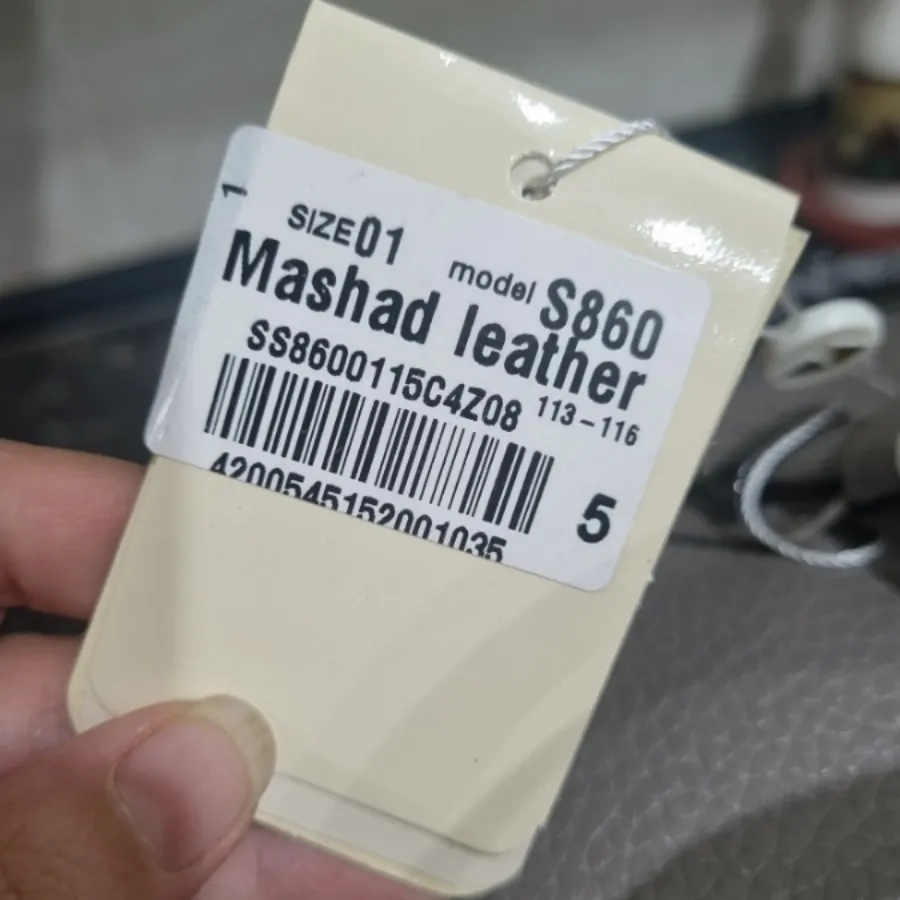 1
SIZE01 model S860
Mashad leather
SS8600115C4Z08 113-116
4200545152001035
5